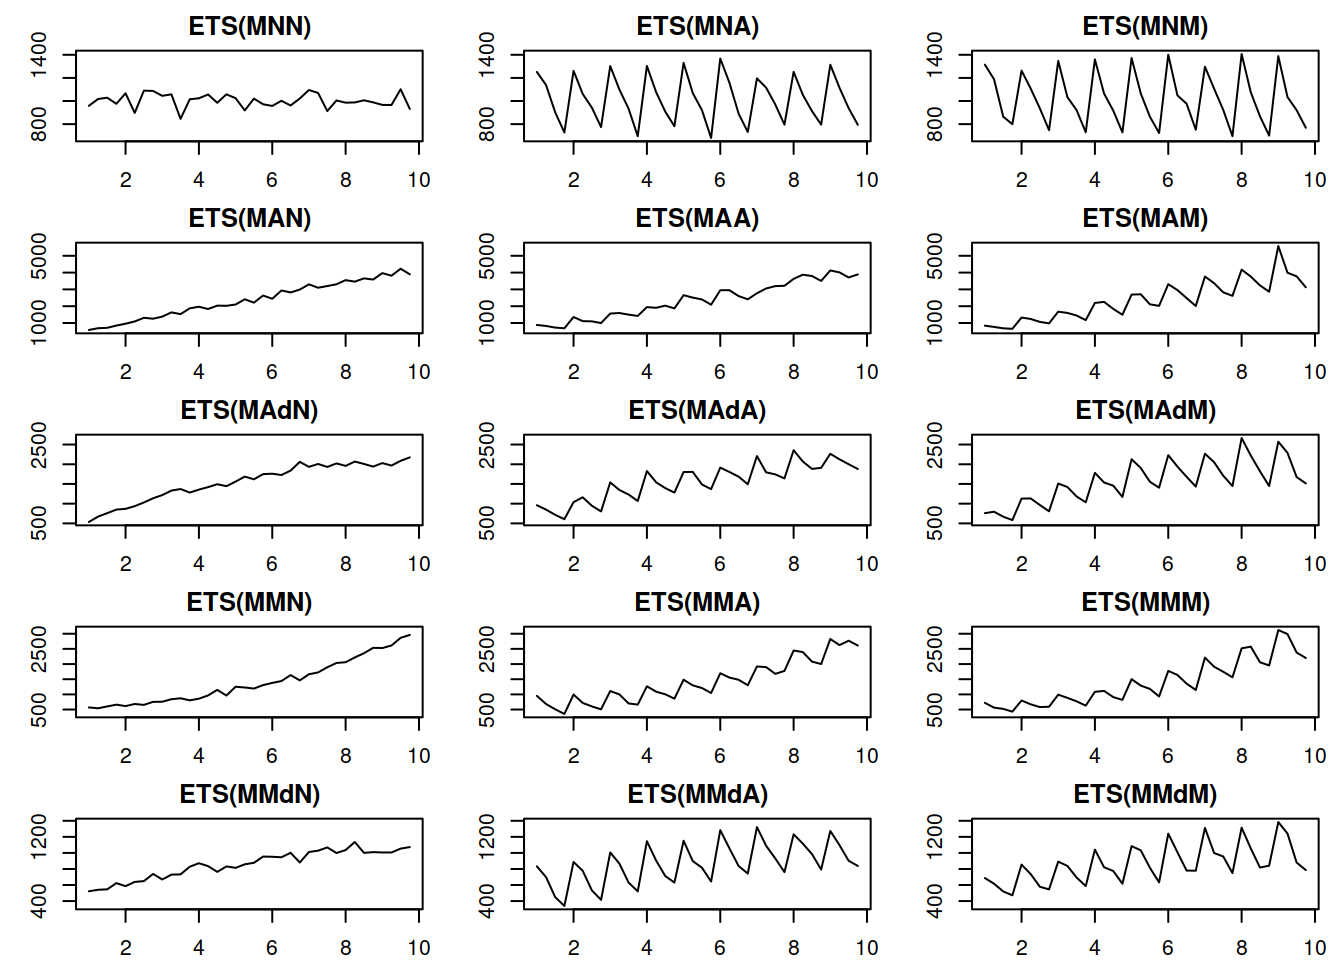 ETS(MNN) ETS(MNA) ETS(MNM)
1400 1400 1400
800 800 800
2 4 6 8 10 2 4 6 8 10 2 4 6 8 10
ETS(MAN) ETS(MAA) ETS(MAM)
5000 5000 5000
1000 1000 1000
2 4 6 8 10 2 4 6 8 10 2 4 6 8 10
ETS(MAdN) ETS(MAdA) ETS(MAdM)
2500 2500 2500
500 500 500
2 4 6 8 10 2 4 6 8 10 2 4 6 8 10
ETS(MMN) ETS(MMA) ETS(MMM)
2500 2500 2500
500 500 500
2 4 6 8 10 2 4 6 8 10 2 4 6 8 10
ETS(MMdN) ETS(MMdA) ETS(MMdM)
1200 1200 1200
400 400 400
2 4 6 8 10 2 4 6 8 10 2 4 6 8 10